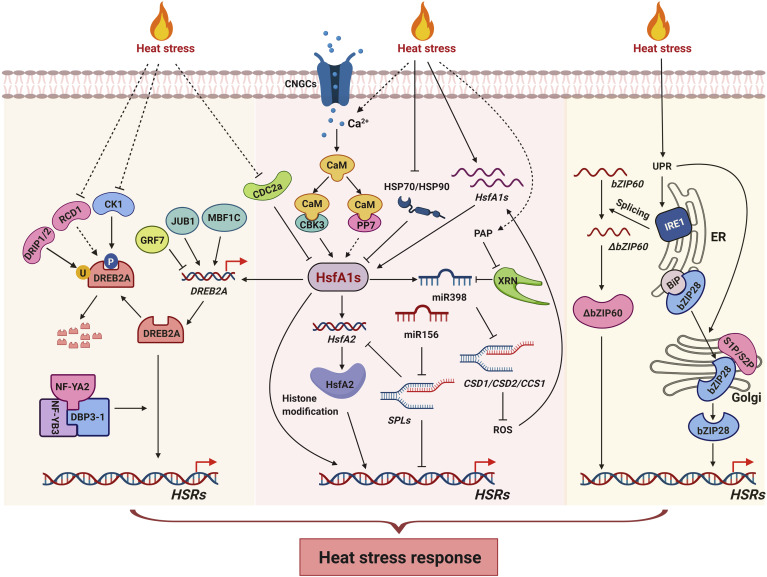 Heat stress
Heat stress
Heat stress
CNGCs
Ca2+
CaM
CDC2a
CaM
CaM
CBK3
PP7
HSP70/HSP90
HsfA1s
PAP
XRN
RCD1
CK1
DRIP1/2
JUB1
MBF1C
GRF7
U
P
DREB2A
DREB2A
DREB2A
HsfA1s
miR398
miR156
HsfA2
HsfA2
Histone
modification
SPLs
CSD1/CSD2/CCS1
ROS
NF-YA2
NF-YB3
DBP3-1
HSRs
HSRs
UPR
bZIP60
Splicing
IRE1
ER
ΔbZIP60
BiP
bZIP28
ΔbZIP60
S1P/S2P
bZIP28
Golgi
bZIP28
HSRs
Heat stress response